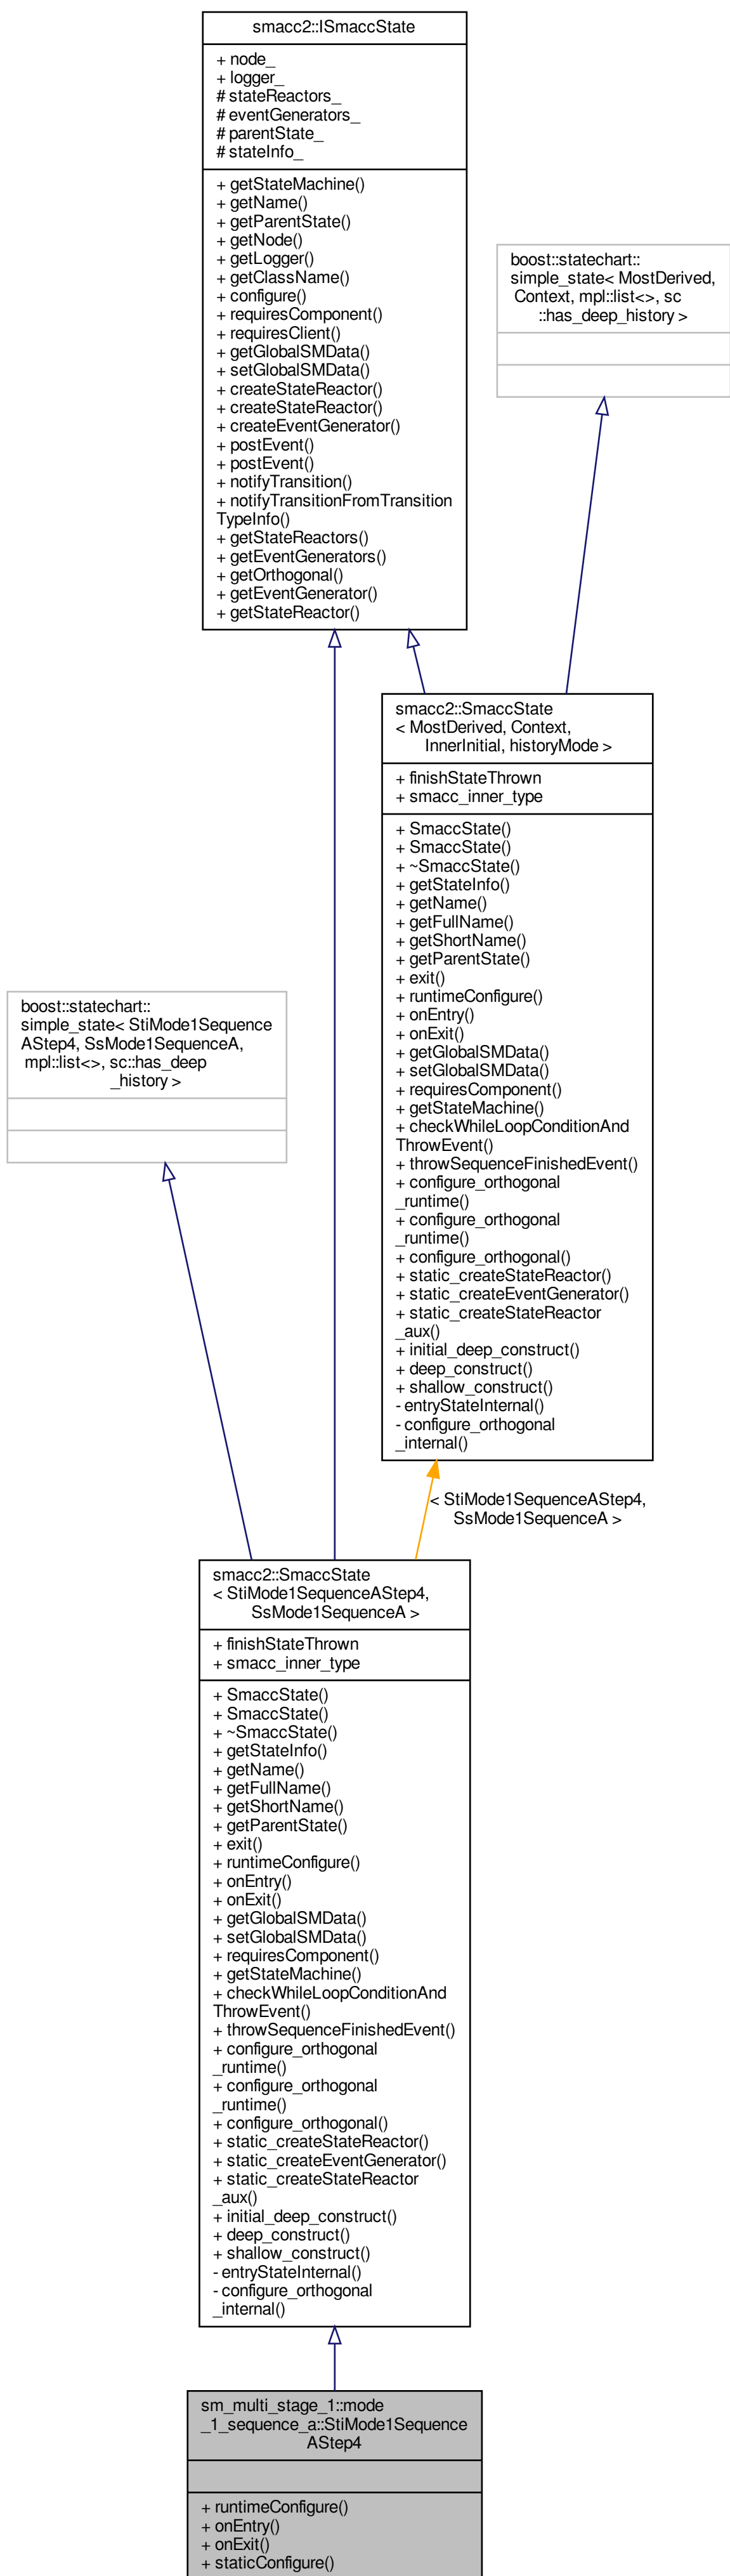 smacc2::ISmaccState
+ node_
+ logger_
# stateReactors_
# eventGenerators_
# parentState_
# stateInfo_
+ getStateMachine()
+ getName()
+ getParentState()
+ getNode()
+ getLogger()
+ getClassName()
+ configure()
+ requiresComponent()
+ requiresClient()
+ getGlobalSMData()
+ setGlobalSMData()
+ createStateReactor()
+ createStateReactor()
+ createEventGenerator()
+ postEvent()
+ postEvent()
+ notifyTransition()
+ notifyTransitionFromTransition
TypeInfo()
+ getStateReactors()
+ getEventGenerators()
+ getOrthogonal()
+ getEventGenerator()
+ getStateReactor()
boost::statechart::
simple_state< MostDerived,
Context, mpl::list<>, sc
::has_deep_history >
smacc2::SmaccState
< MostDerived, Context,
InnerInitial, historyMode >
+ finishStateThrown
+ smacc_inner_type
+ SmaccState()
+ SmaccState()
+ ~SmaccState()
+ getStateInfo()
+ getName()
+ getFullName()
+ getShortName()
+ getParentState()
+ exit()
+ runtimeConfigure()
+ onEntry()
+ onExit()
+ getGlobalSMData()
+ setGlobalSMData()
+ requiresComponent()
+ getStateMachine()
+ checkWhileLoopConditionAnd
ThrowEvent()
+ throwSequenceFinishedEvent()
+ configure_orthogonal
_runtime()
+ configure_orthogonal
_runtime()
+ configure_orthogonal()
+ static_createStateReactor()
+ static_createEventGenerator()
+ static_createStateReactor
_aux()
+ initial_deep_construct()
+ deep_construct()
+ shallow_construct()
- entryStateInternal()
- configure_orthogonal
_internal()
boost::statechart::
simple_state< StiMode1Sequence
AStep4, SsMode1SequenceA,
mpl::list<>, sc::has_deep
_history >
< StiMode1SequenceAStep4,
SsMode1SequenceA >
smacc2::SmaccState
< StiMode1SequenceAStep4,
SsMode1SequenceA >
+ finishStateThrown
+ smacc_inner_type
+ SmaccState()
+ SmaccState()
+ ~SmaccState()
+ getStateInfo()
+ getName()
+ getFullName()
+ getShortName()
+ getParentState()
+ exit()
+ runtimeConfigure()
+ onEntry()
+ onExit()
+ getGlobalSMData()
+ setGlobalSMData()
+ requiresComponent()
+ getStateMachine()
+ checkWhileLoopConditionAnd
ThrowEvent()
+ throwSequenceFinishedEvent()
+ configure_orthogonal
_runtime()
+ configure_orthogonal
_runtime()
+ configure_orthogonal()
+ static_createStateReactor()
+ static_createEventGenerator()
+ static_createStateReactor
_aux()
+ initial_deep_construct()
+ deep_construct()
+ shallow_construct()
- entryStateInternal()
- configure_orthogonal
_internal()
sm_multi_stage_1::mode
_1_sequence_a::StiMode1Sequence
AStep4
+ runtimeConfigure()
+ onEntry()
+ onExit()
+ staticConfigure()